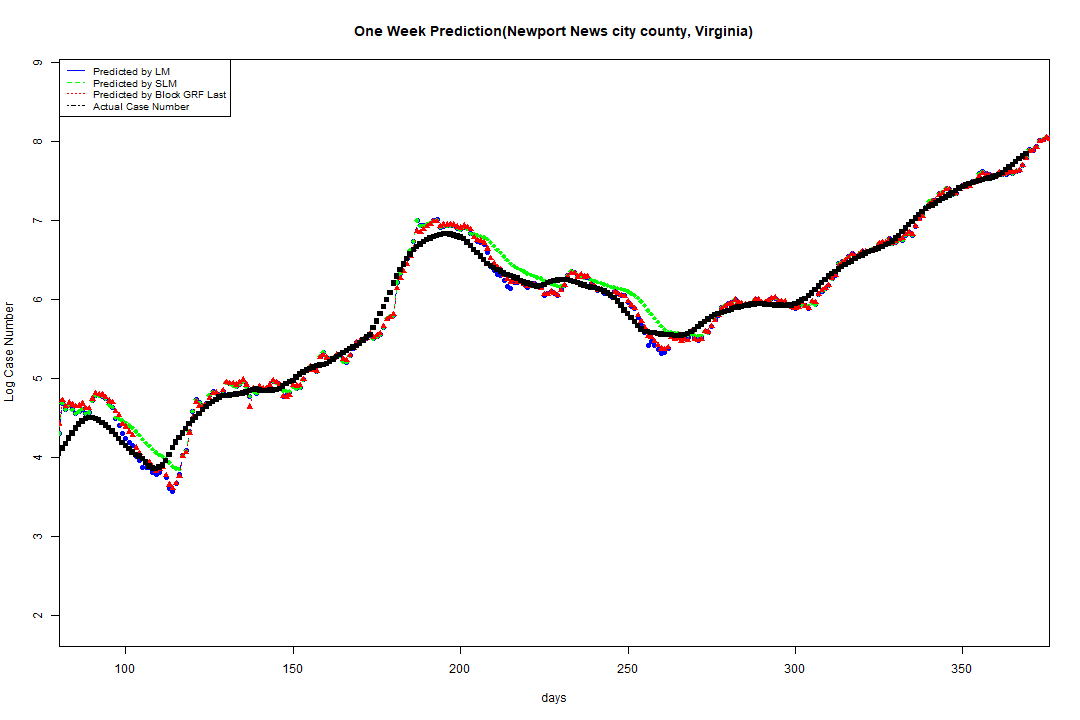 One Week Prediction(Newport News city county, Virginia)
Predicted by LM
Predicted by SLM
Predicted by Block GRF Last
Actual Case Number
9
8
7
6
5
4
3
2
Log Case Number
100 150 200 250 300 350
days